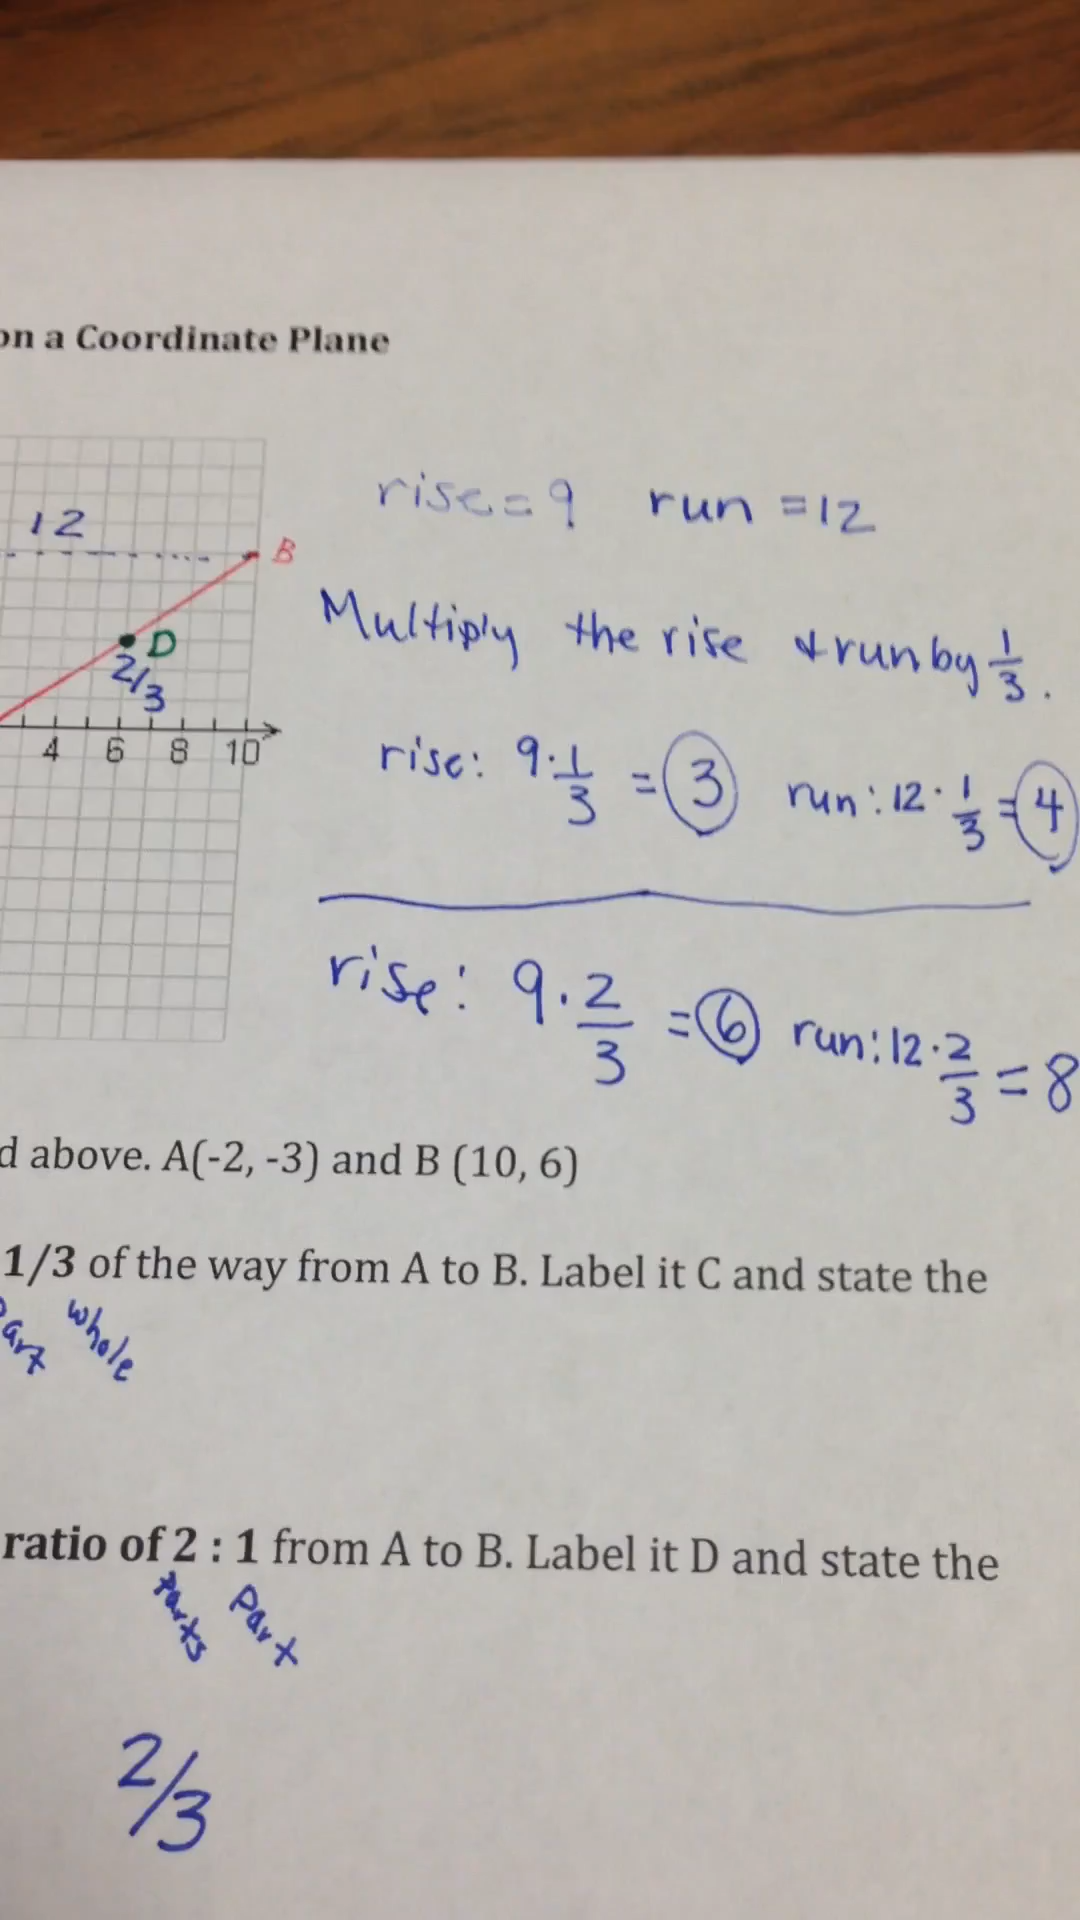 on a Coordinate Plane
rise = 9 run = 12
12
B
Multiply the rise & run by 1/3.
D
2/3
4 6 8 10
rise: 9 · 1/3 = 3 run: 12 · 1/3 = 4
rise: 9 · 2/3 = 6 run: 12 · 2/3 = 8
d above. A(-2, -3) and B (10, 6)
1/3 of the way from A to B. Label it C and state the
part whole
ratio of 2 : 1 from A to B. Label it D and state the
parts part
2/3